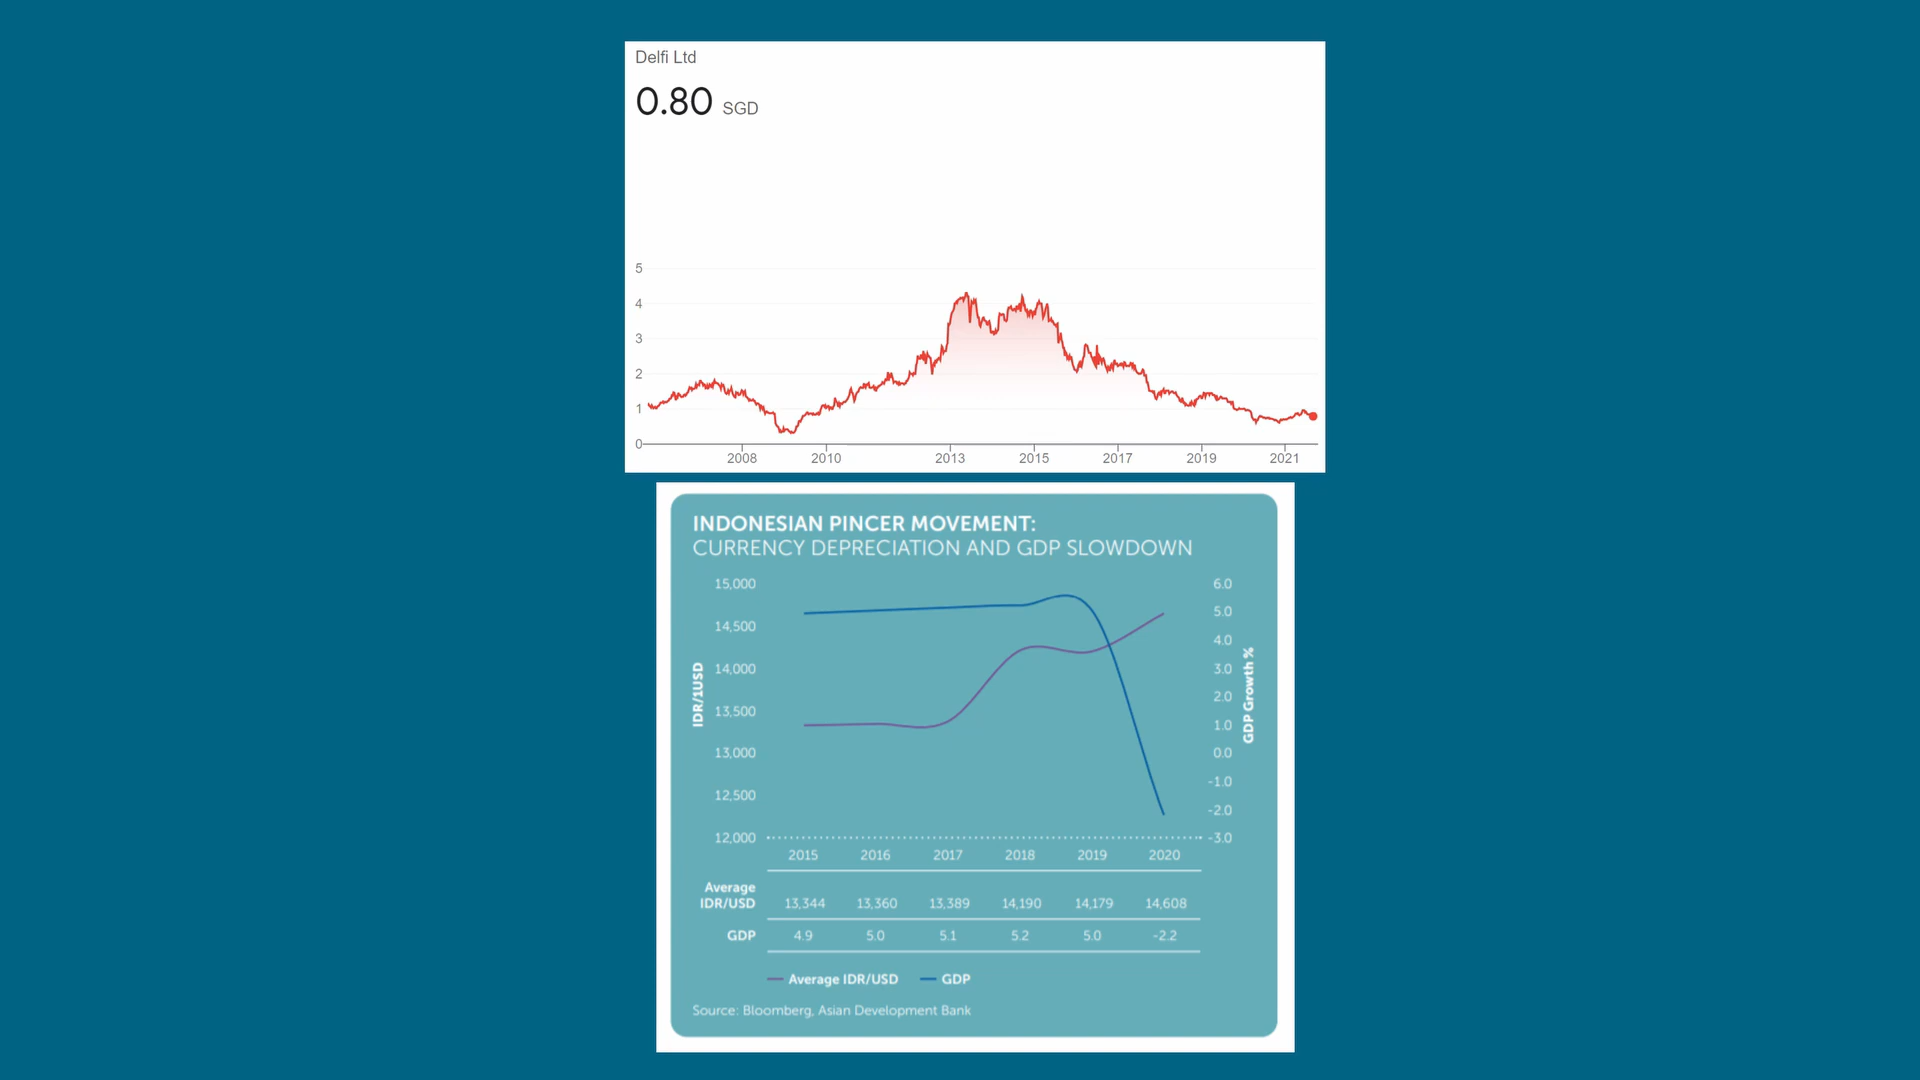 Delfi Ltd
0.80 SGD
5
4
3
2
1
0
2008 2010 2013 2015 2017 2019 2021
INDONESIAN PINCER MOVEMENT:
CURRENCY DEPRECIATION AND GDP SLOWDOWN
15,000 6.0
5.0
14,500
4.0
14,000 3.0
2.0
13,500 1.0
13,000 0.0
-1.0
12,500
-2.0
12,000 -3.0
IDR/1USD
GDP Growth %
2015 2016 2017 2018 2019 2020
Average
IDR/USD 13,344 13,360 13,389 14,190 14,179 14,608
GDP 4.9 5.0 5.1 5.2 5.0 -2.2
Average IDR/USD GDP
Source: Bloomberg, Asian Development Bank